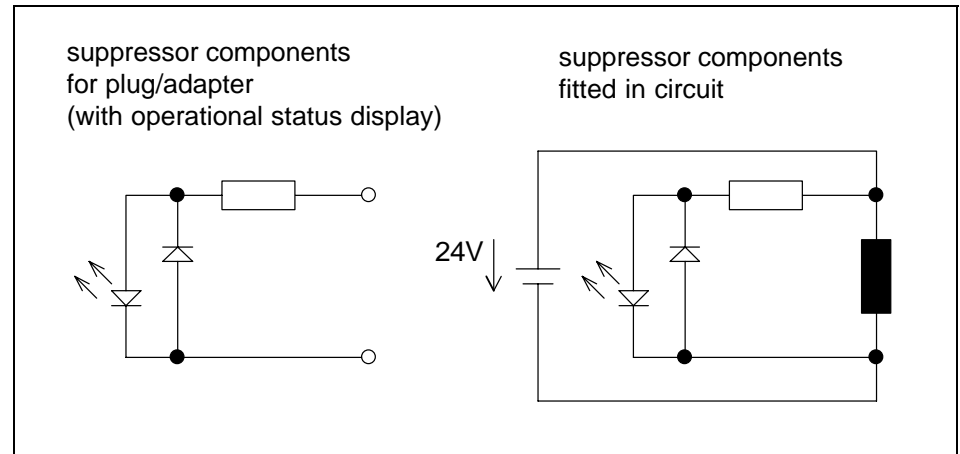 suppressor components
for plug/adapter
(with operational status display)
suppressor components
fitted in circuit
24V